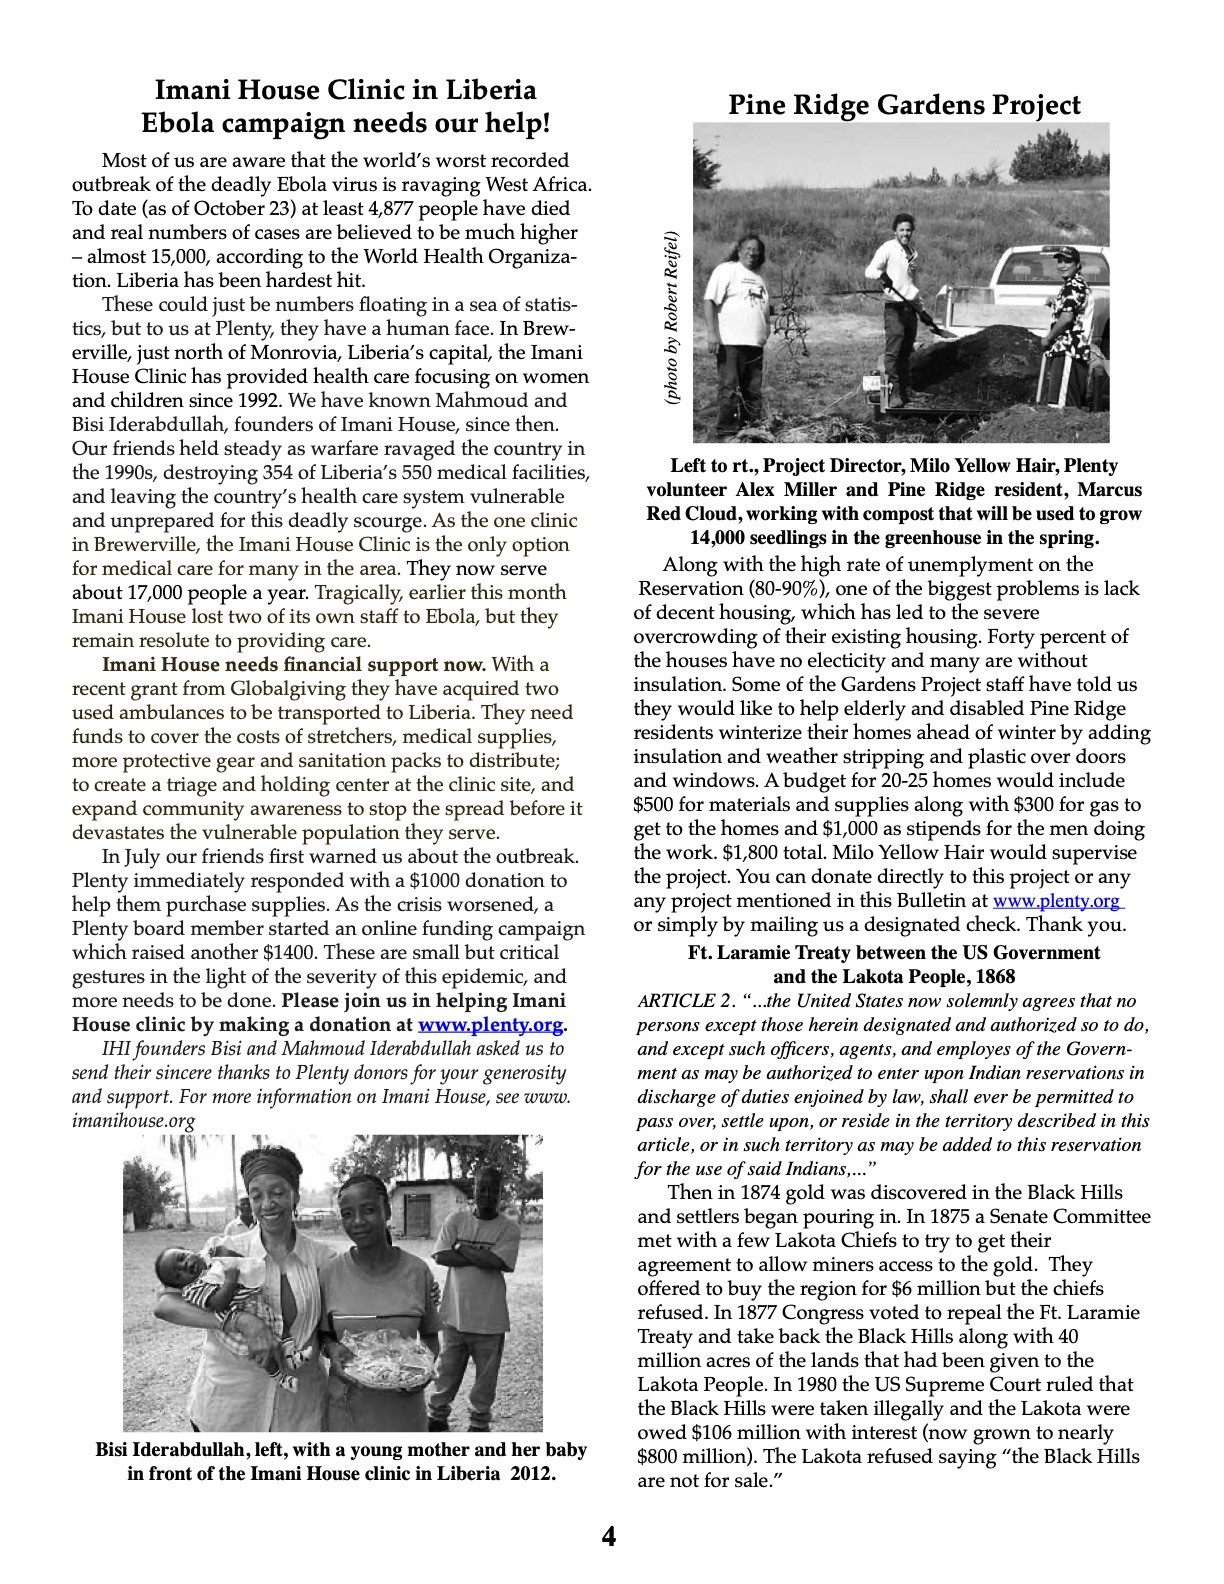 Imani House Clinic in Liberia
Ebola campaign needs our help!
Most of us are aware that the world's worst recorded
outbreak of the deadly Ebola virus is ravaging West Africa.
To date (as of October 23) at least 4,877 people have died
and real numbers of cases are believed to be much higher
– almost 15,000, according to the World Health Organiza-
tion. Liberia has been hardest hit.
These could just be numbers floating in a sea of statis-
tics, but to us at Plenty, they have a human face. In Brew-
erville, just north of Monrovia, Liberia's capital, the Imani
House Clinic has provided health care focusing on women
and children since 1992. We have known Mahmoud and
Bisi Iderabdullah, founders of Imani House, since then.
Our friends held steady as warfare ravaged the country in
the 1990s, destroying 354 of Liberia's 550 medical facilities,
and leaving the country's health care system vulnerable
and unprepared for this deadly scourge. As the one clinic
in Brewerville, the Imani House Clinic is the only option
for medical care for many in the area. They now serve
about 17,000 people a year. Tragically, earlier this month
Imani House lost two of its own staff to Ebola, but they
remain resolute to providing care.
Imani House needs financial support now. With a
recent grant from Globalgiving they have acquired two
used ambulances to be transported to Liberia. They need
funds to cover the costs of stretchers, medical supplies,
more protective gear and sanitation packs to distribute;
to create a triage and holding center at the clinic site, and
expand community awareness to stop the spread before it
devastates the vulnerable population they serve.
In July our friends first warned us about the outbreak.
Plenty immediately responded with a $1000 donation to
help them purchase supplies. As the crisis worsened, a
Plenty board member started an online funding campaign
which raised another $1400. These are small but critical
gestures in the light of the severity of this epidemic, and
more needs to be done. Please join us in helping Imani
House clinic by making a donation at www.plenty.org.
IHI founders Bisi and Mahmoud Iderabdullah asked us to
send their sincere thanks to Plenty donors for your generosity
and support. For more information on Imani House, see www.
imanihouse.org
Bisi Iderabdullah, left, with a young mother and her baby
in front of the Imani House clinic in Liberia 2012.
Pine Ridge Gardens Project
(photo by Robert Reifel)
Left to rt., Project Director, Milo Yellow Hair, Plenty
volunteer Alex Miller and Pine Ridge resident, Marcus
Red Cloud, working with compost that will be used to grow
14,000 seedlings in the greenhouse in the spring.
Along with the high rate of unemployment on the
Reservation (80-90%), one of the biggest problems is lack
of decent housing, which has led to the severe
overcrowding of their existing housing. Forty percent of
the houses have no electicity and many are without
insulation. Some of the Gardens Project staff have told us
they would like to help elderly and disabled Pine Ridge
residents winterize their homes ahead of winter by adding
insulation and weather stripping and plastic over doors
and windows. A budget for 20-25 homes would include
$500 for materials and supplies along with $300 for gas to
get to the homes and $1,000 as stipends for the men doing
the work. $1,800 total. Milo Yellow Hair would supervise
the project. You can donate directly to this project or any
any project mentioned in this Bulletin at www.plenty.org
or simply by mailing us a designated check. Thank you.
Ft. Laramie Treaty between the US Government
and the Lakota People, 1868
ARTICLE 2. “...the United States now solemnly agrees that no
persons except those herein designated and authorized so to do,
and except such officers, agents, and employes of the Govern-
ment as may be authorized to enter upon Indian reservations in
discharge of duties enjoined by law, shall ever be permitted to
pass over, settle upon, or reside in the territory described in this
article, or in such territory as may be added to this reservation
for the use of said Indians,...”
Then in 1874 gold was discovered in the Black Hills
and settlers began pouring in. In 1875 a Senate Committee
met with a few Lakota Chiefs to try to get their
agreement to allow miners access to the gold. They
offered to buy the region for $6 million but the chiefs
refused. In 1877 Congress voted to repeal the Ft. Laramie
Treaty and take back the Black Hills along with 40
million acres of the lands that had been given to the
Lakota People. In 1980 the US Supreme Court ruled that
the Black Hills were taken illegally and the Lakota were
owed $106 million with interest (now grown to nearly
$800 million). The Lakota refused saying “the Black Hills
are not for sale.”
4